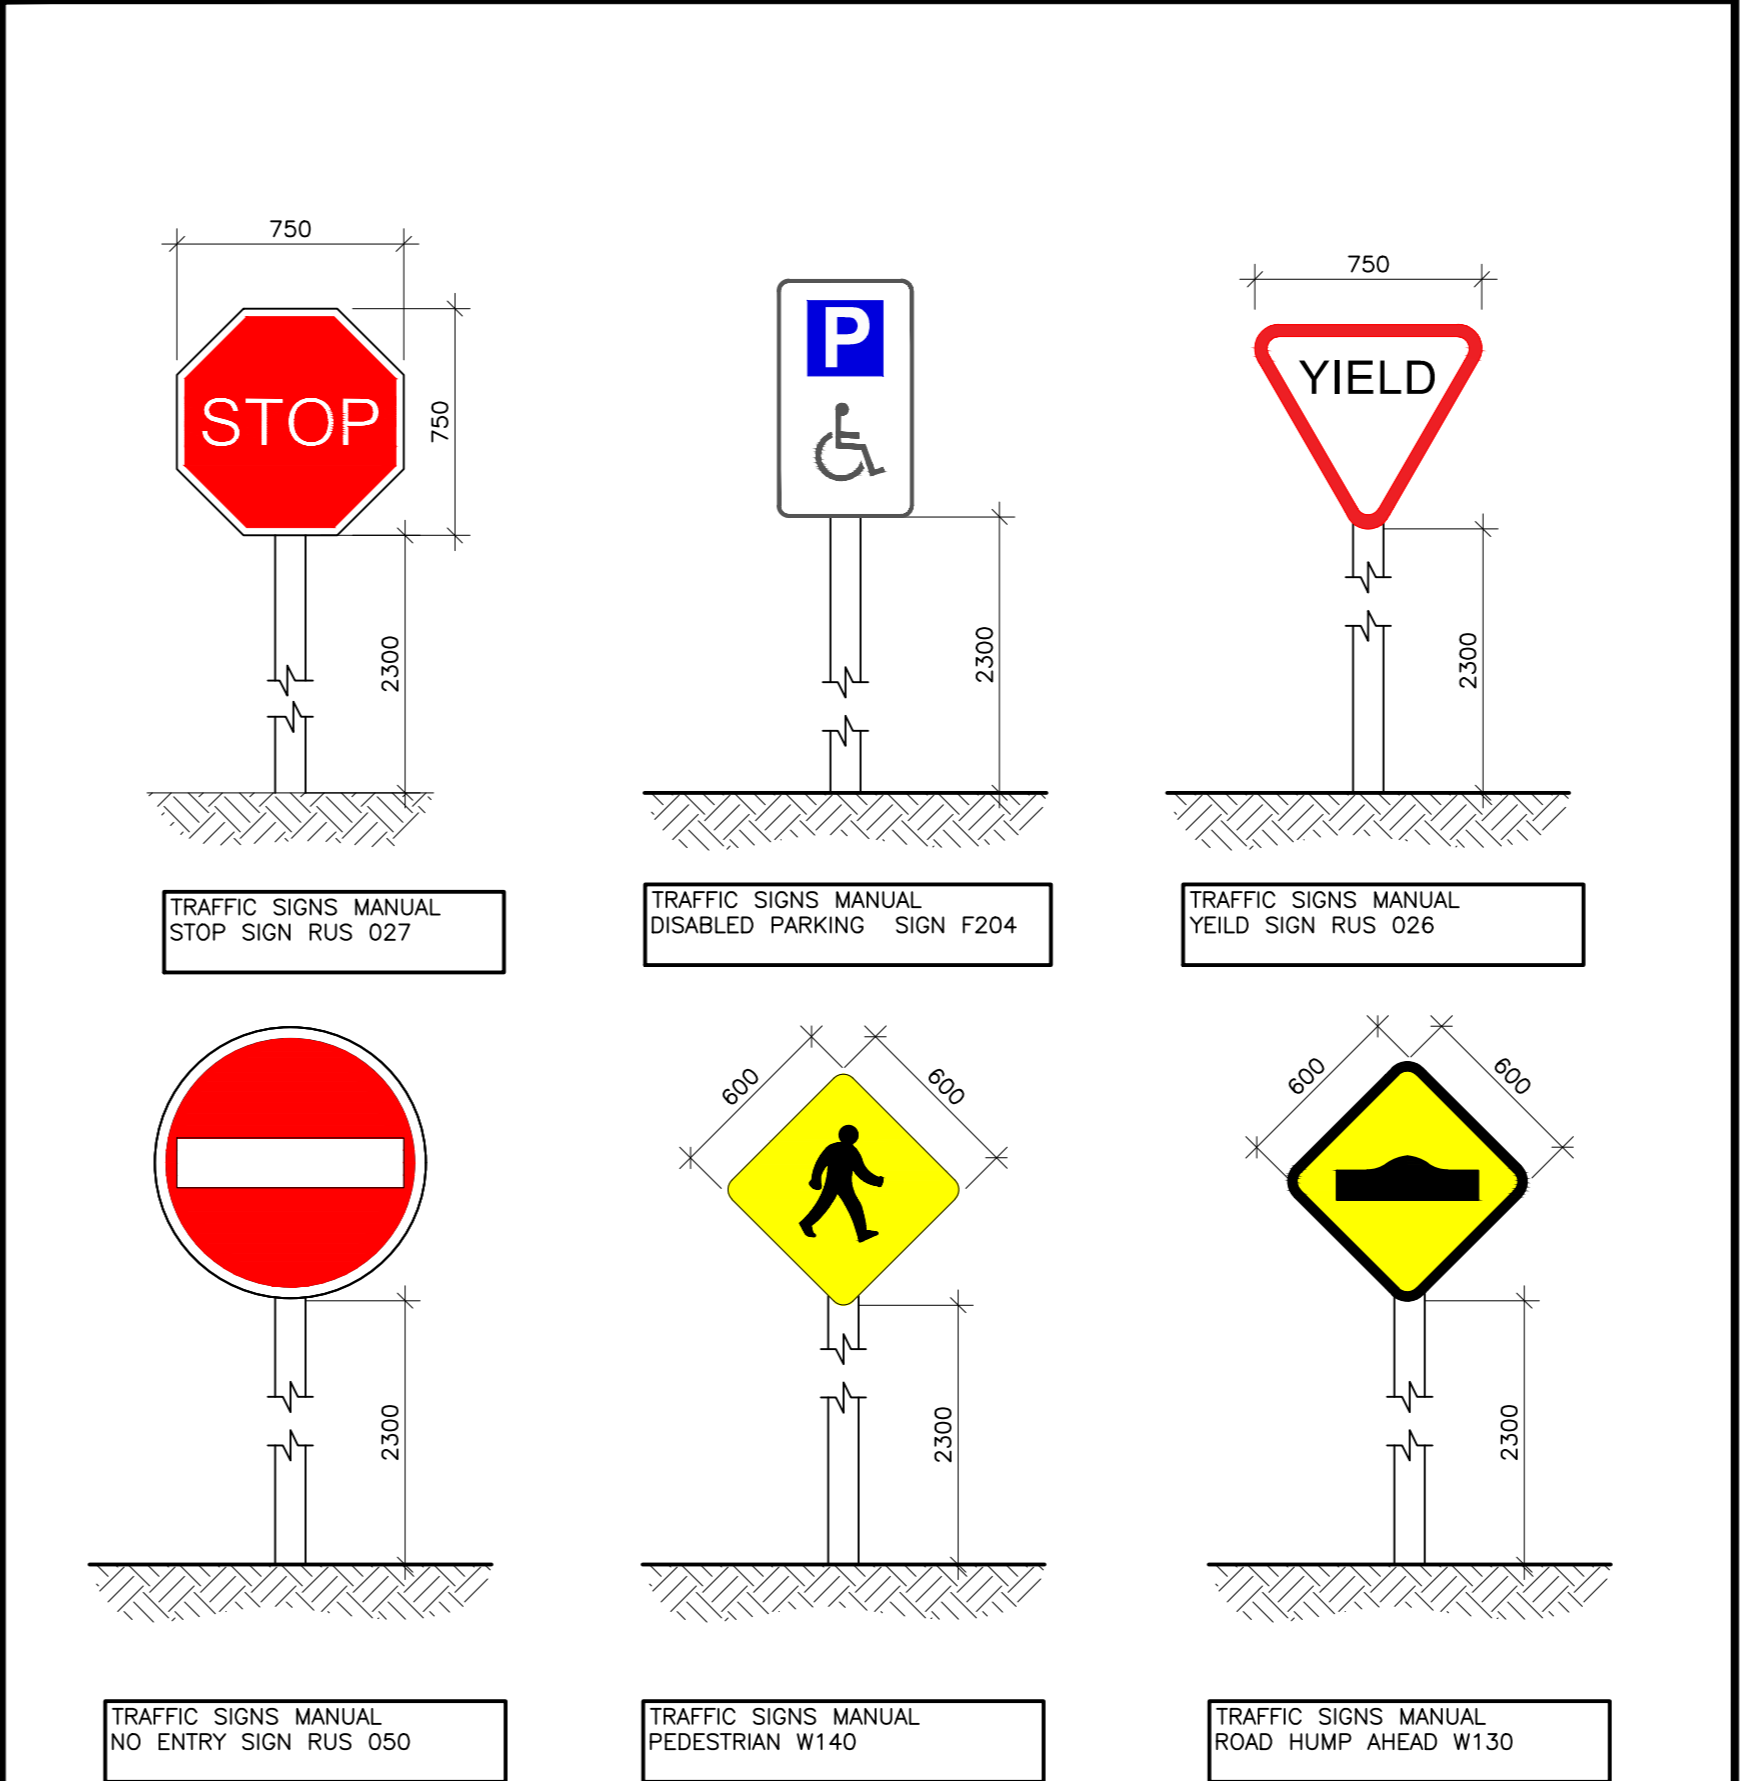 750
750
STOP
2300
TRAFFIC SIGNS MANUAL
STOP SIGN RUS 027
P
2300
TRAFFIC SIGNS MANUAL
DISABLED PARKING SIGN F204
750
YIELD
2300
TRAFFIC SIGNS MANUAL
YEILD SIGN RUS 026
2300
TRAFFIC SIGNS MANUAL
NO ENTRY SIGN RUS 050
600
600
2300
TRAFFIC SIGNS MANUAL
PEDESTRIAN W140
600
600
2300
TRAFFIC SIGNS MANUAL
ROAD HUMP AHEAD W130